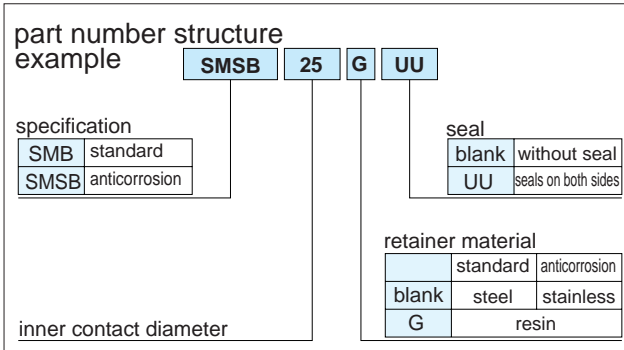 part number structure
example SMSB 25 G UU
specification
SMB standard
SMSB anticorrosion
seal
blank without seal
UU seals on both sides
retainer material
standard anticorrosion
blank steel stainless
G resin
inner contact diameter